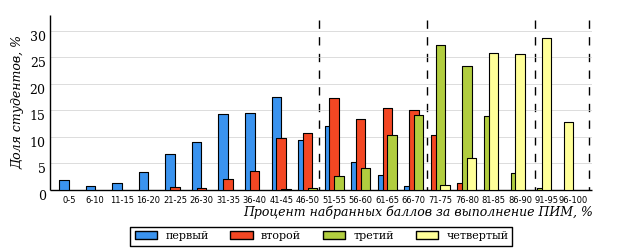 Доля студентов, %
30
25
20
15
10
5
0
0-5 6-10 11-15 16-20 21-25 26-30 31-35 36-40 41-45 46-50 51-55 56-60 61-65 66-70 71-75 76-80 81-85 86-90 91-95 96-100
Процент набранных баллов за выполнение ПИМ, %
первый второй третий четвертый